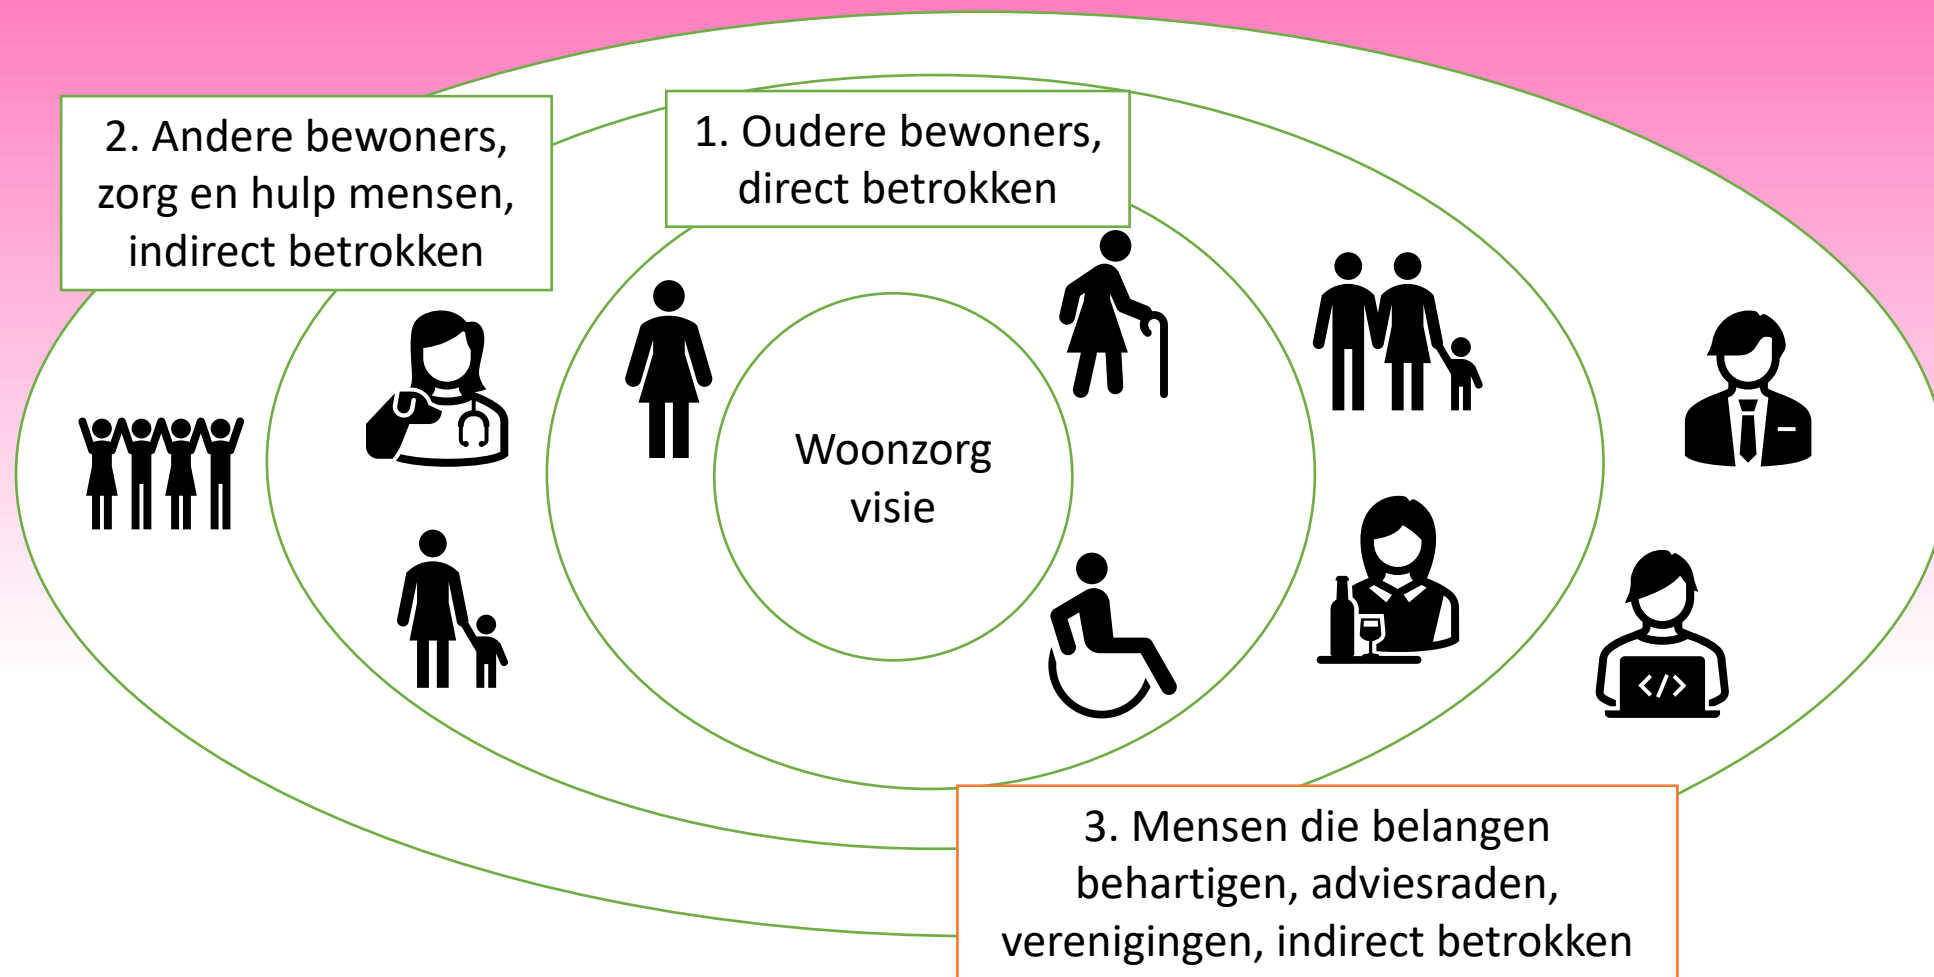 2. Andere bewoners,
zorg en hulp mensen,
indirect betrokken
1. Oudere bewoners,
direct betrokken
Woonzorg
visie
</>
3. Mensen die belangen
behartigen, adviesraden,
verenigingen, indirect betrokken